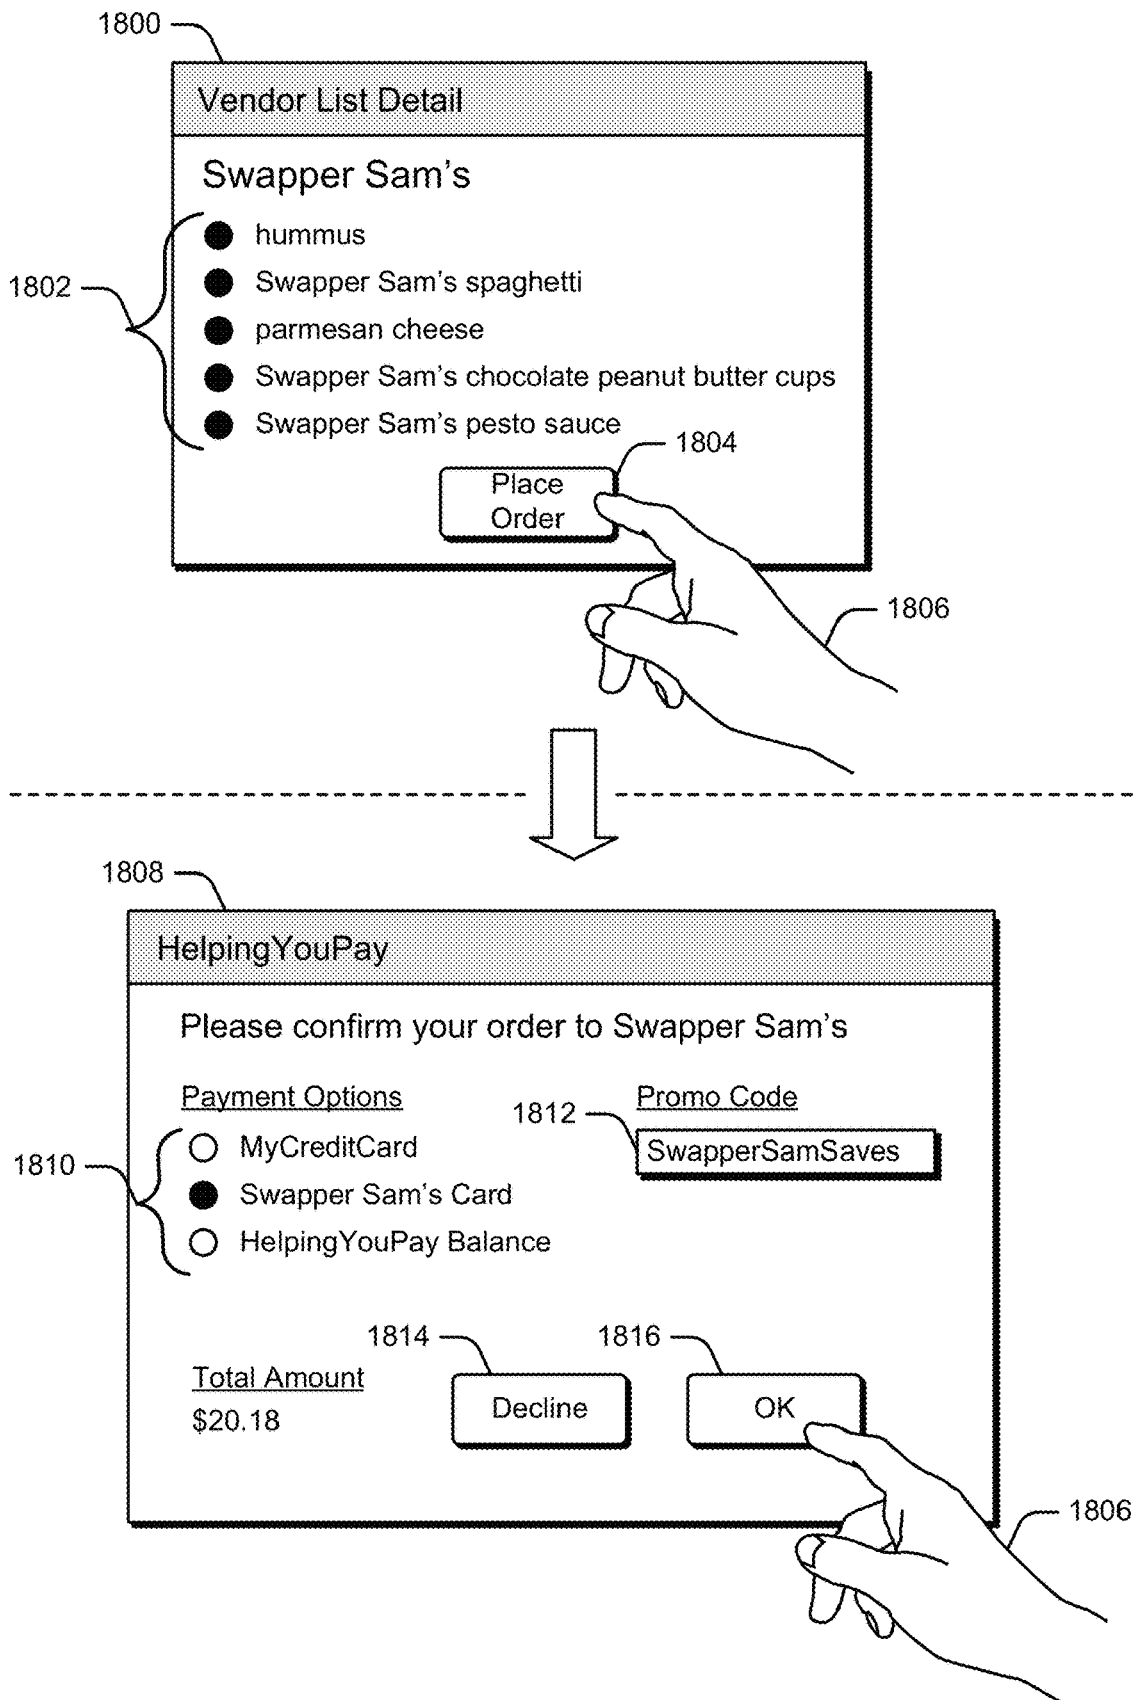 1800
Vendor List Detail
Swapper Sam's
1802
hummus
Swapper Sam's spaghetti
parmesan cheese
Swapper Sam's chocolate peanut butter cups
Swapper Sam's pesto sauce
1804
Place
Order
1806
1808
HelpingYouPay
Please confirm your order to Swapper Sam's
Payment Options
1810
MyCreditCard
Swapper Sam's Card
HelpingYouPay Balance
Promo Code
1812
SwapperSamSaves
Total Amount
$20.18
1814
Decline
1816
OK
1806